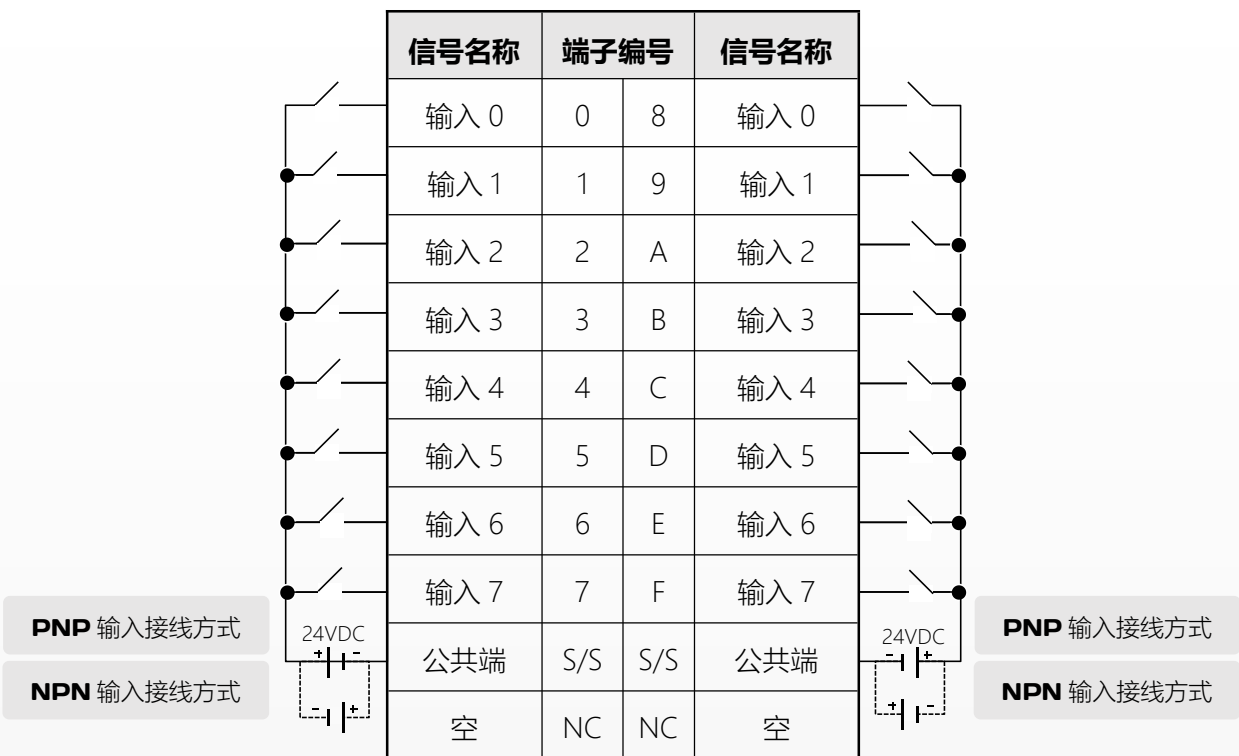 信号名称 端子编号 信号名称
输入 0 0 8 输入 0
输入 1 1 9 输入 1
输入 2 2 A 输入 2
输入 3 3 B 输入 3
输入 4 4 C 输入 4
输入 5 5 D 输入 5
输入 6 6 E 输入 6
输入 7 7 F 输入 7
PNP 输入接线方式 24VDC 24VDC PNP 输入接线方式
+ - 公共端 S/S S/S 公共端 - +
NPN 输入接线方式 NPN 输入接线方式
- + 空 NC NC 空 + -